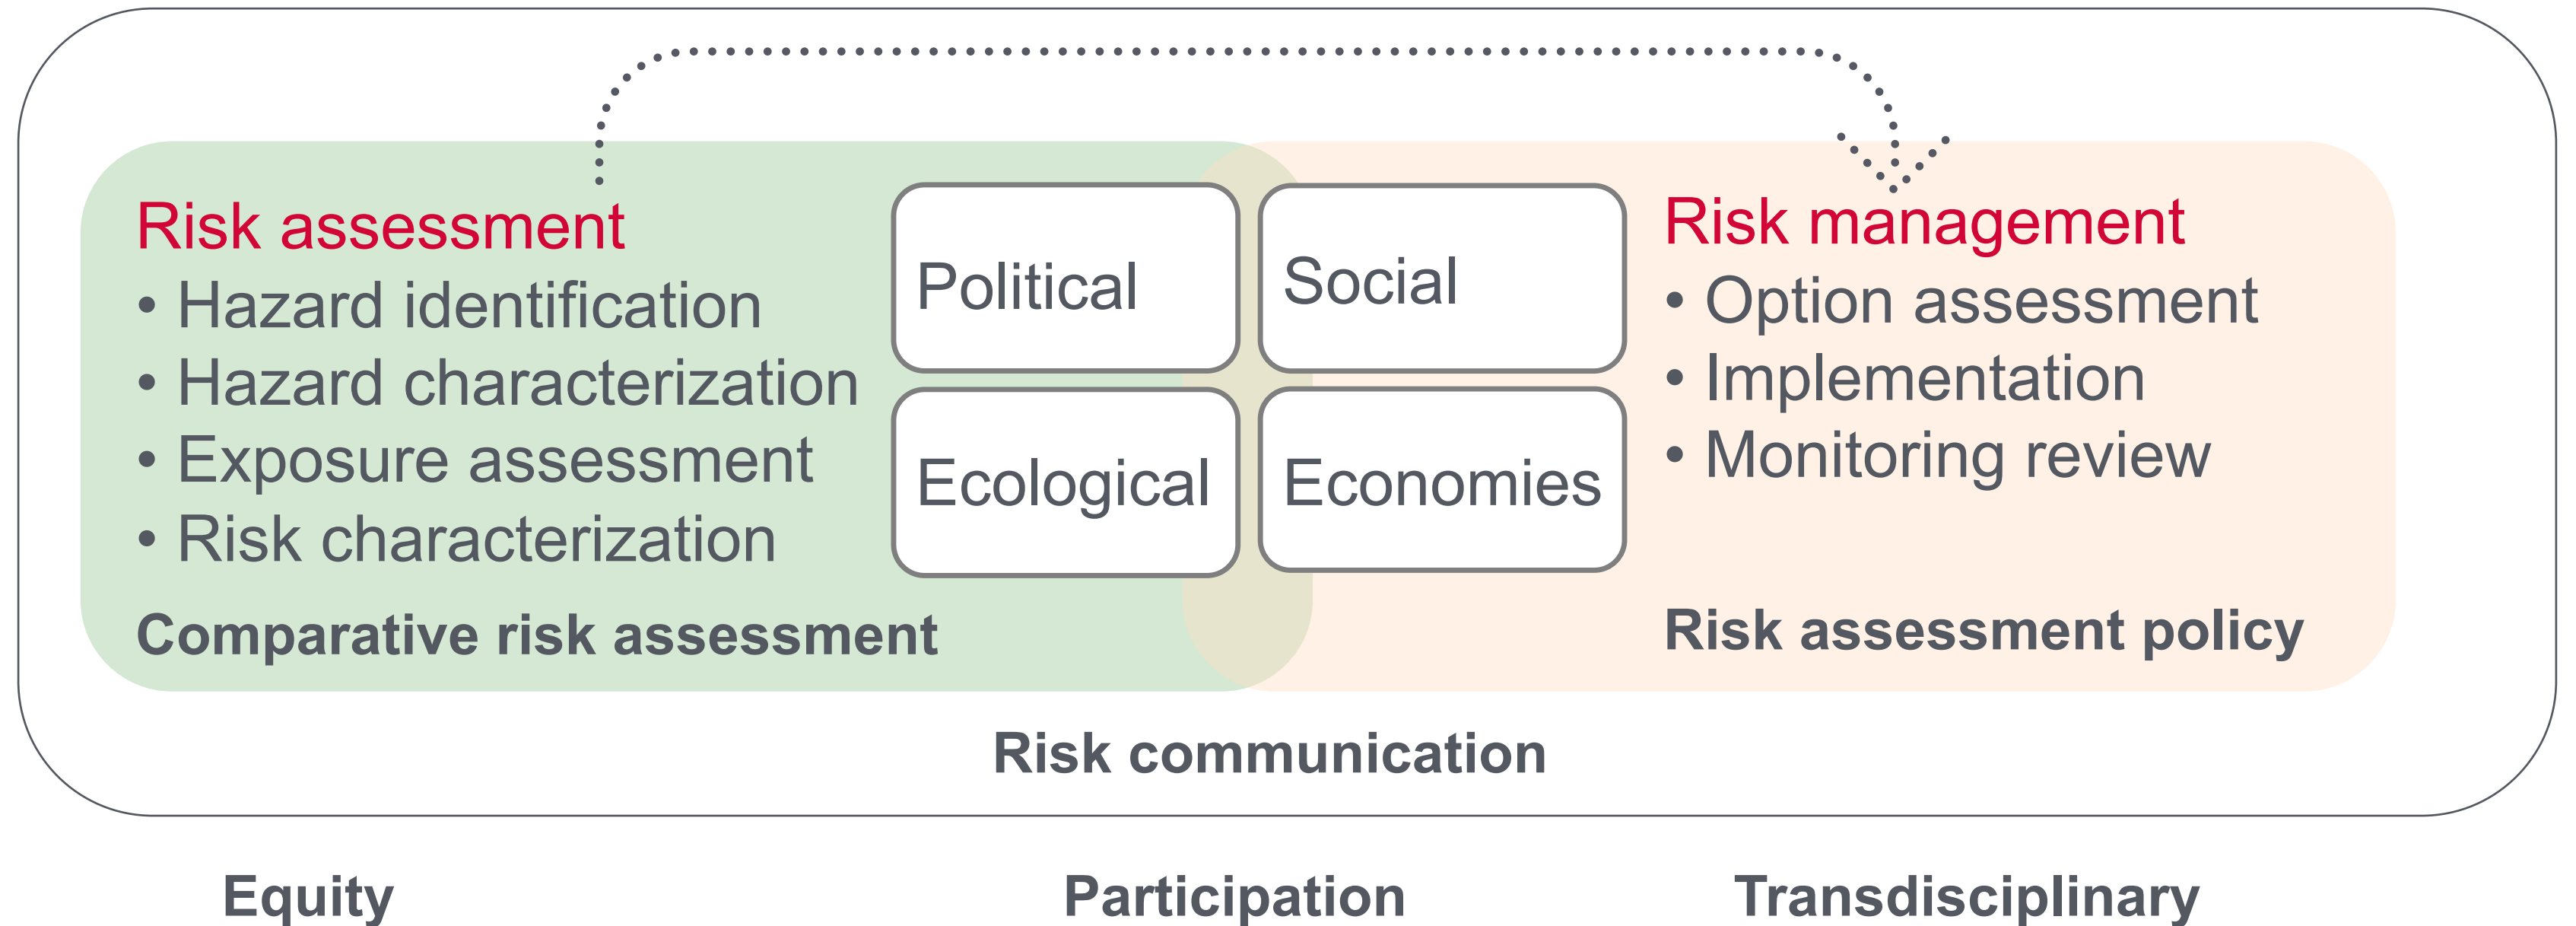 Risk assessment
• Hazard identification
• Hazard characterization
• Exposure assessment
• Risk characterization
Comparative risk assessment
Political
Social
Ecological
Economies
Risk management
• Option assessment
• Implementation
• Monitoring review
Risk assessment policy
Risk communication
Equity
Participation
Transdisciplinary